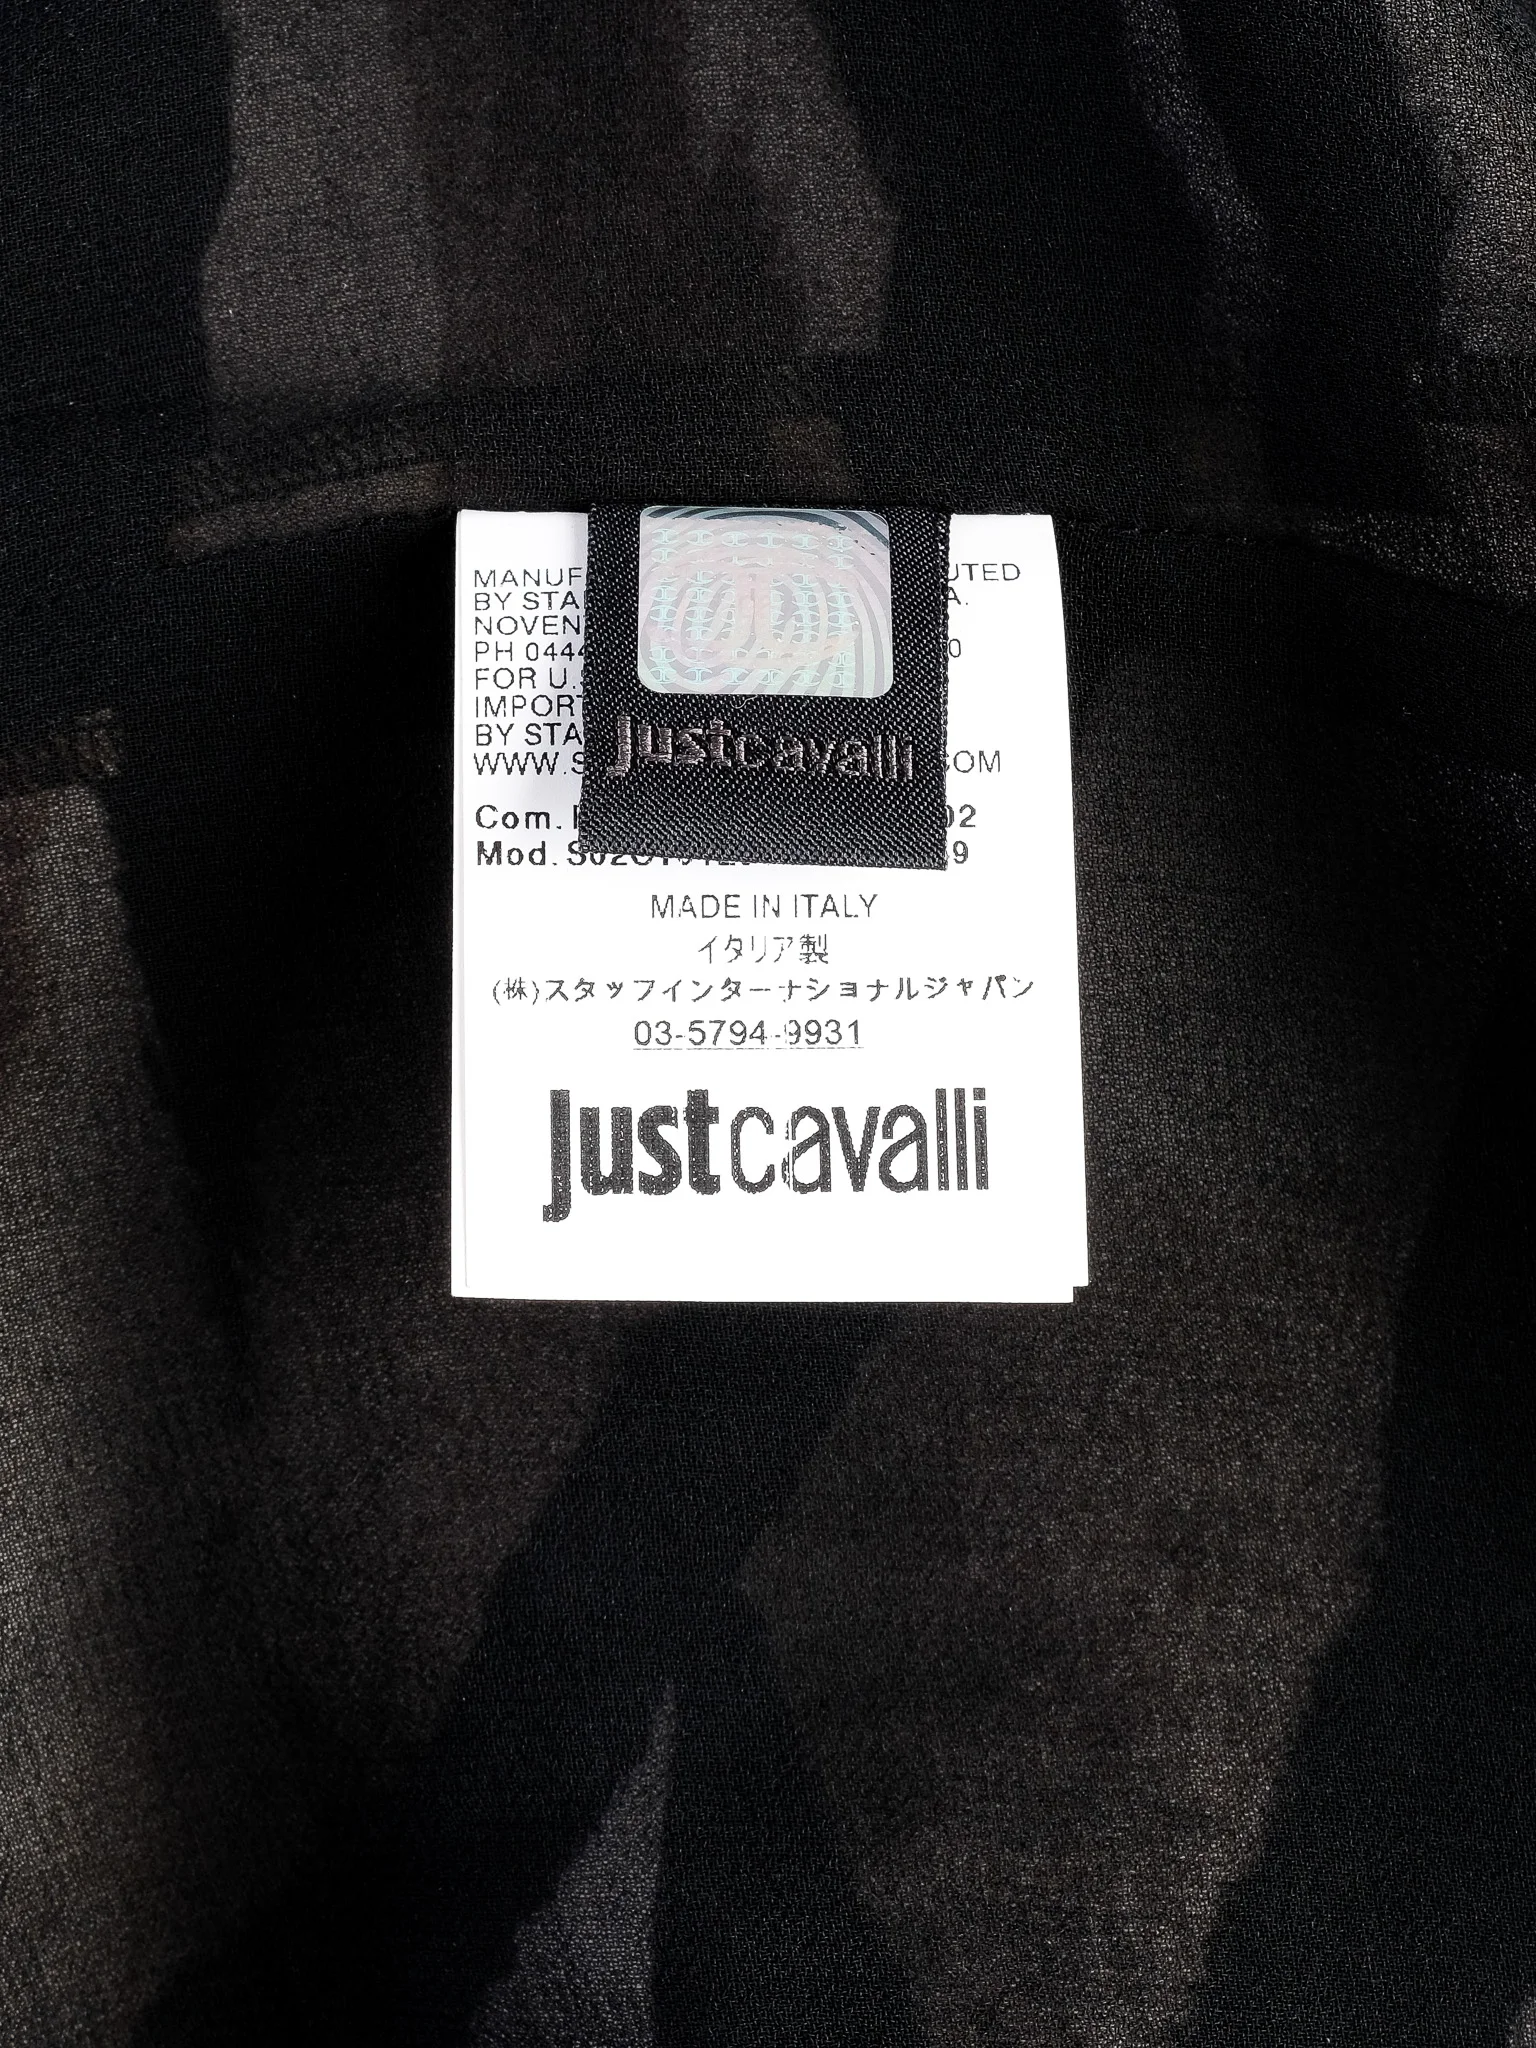 MANUF UTED
BY STA A.
NOVEN
PH 0444 0
FOR U.S
IMPORT
BY STA
WWW.S COM
justcavalli
Com. 02
Mod. 9
MADE IN ITALY
イタリア製
(株)スタッフインターナショナルジャパン
03-5794-9931
justcavalli